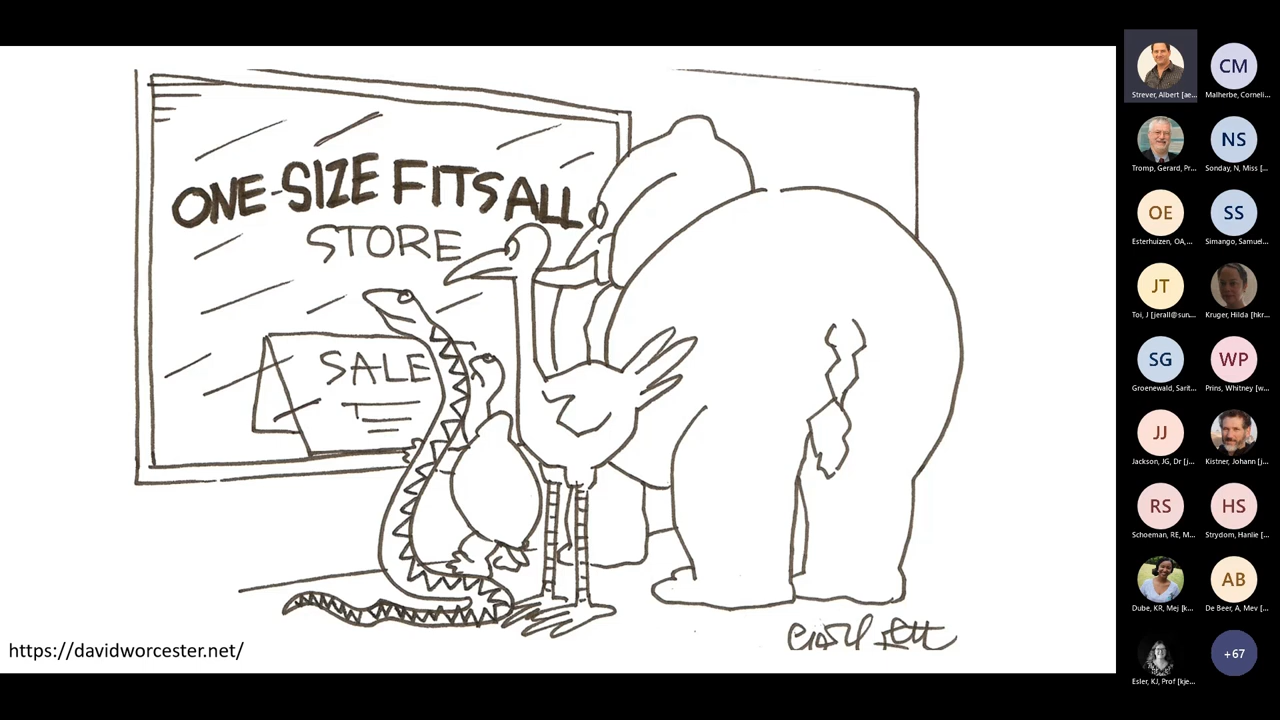 ONE-SIZE FITS ALL
STORE
SALE
https://davidworcester.net/
Strever, Albert [ae...
CM
Malherbe, Corneli...
Tromp, Gerard, Pr...
NS
Sonday, N, Miss [...
OE
Esterhuizen, OA,...
SS
Simango, Samuel...
JT
Toi, J [jerall@sun...
Kruger, Hilda [hkr...
SG
Groenewald, Sarit...
WP
Prins, Whitney [w...
JJ
Jackson, JG, Dr [j...
Kistner, Johann [j...
RS
Schoeman, RE, M...
HS
Strydom, Hanlie [...
Dube, KR, Mej [k...
AB
De Beer, A, Mev [...
Esler, KJ, Prof [kje...
+67